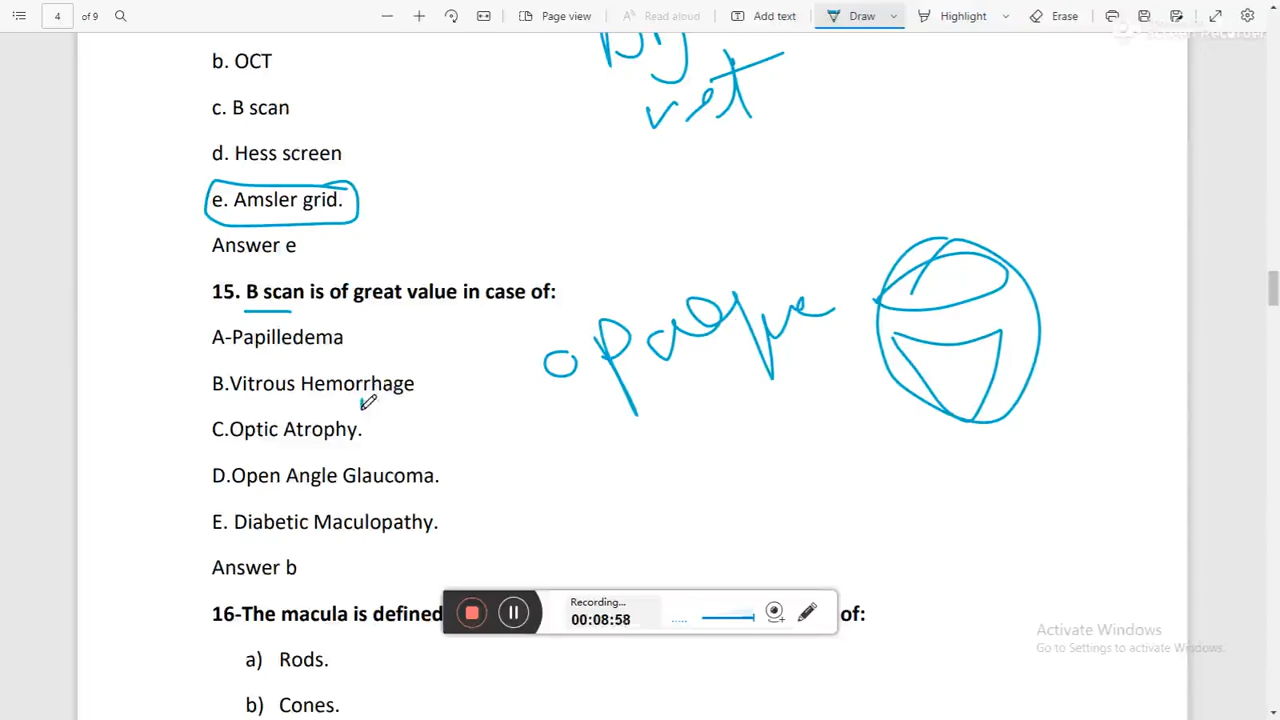 4 of 9 Page view Read aloud Add text Draw Highlight Erase
Screen Recorder
b. OCT
vet
c. B scan
d. Hess screen
e. Amsler grid.
Answer e
15. B scan is of great value in case of:
opaque
A-Papilledema
B.Vitrous Hemorrhage
C.Optic Atrophy.
D.Open Angle Glaucoma.
E. Diabetic Maculopathy.
Answer b
Recording...
00:08:58
16-The macula is defined of:
Activate Windows
Go to Settings to activate Windows.
a) Rods.
b) Cones.